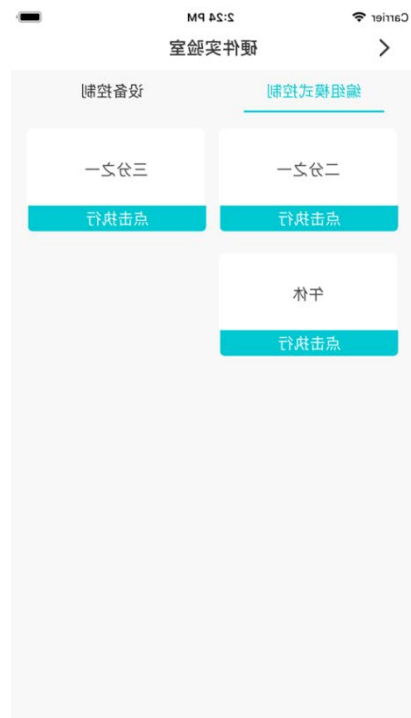 Carrier 2:24 PM
硬件实验室
编组模式控制 设备控制
二分之一 三分之一
点击执行 点击执行
午休
点击执行